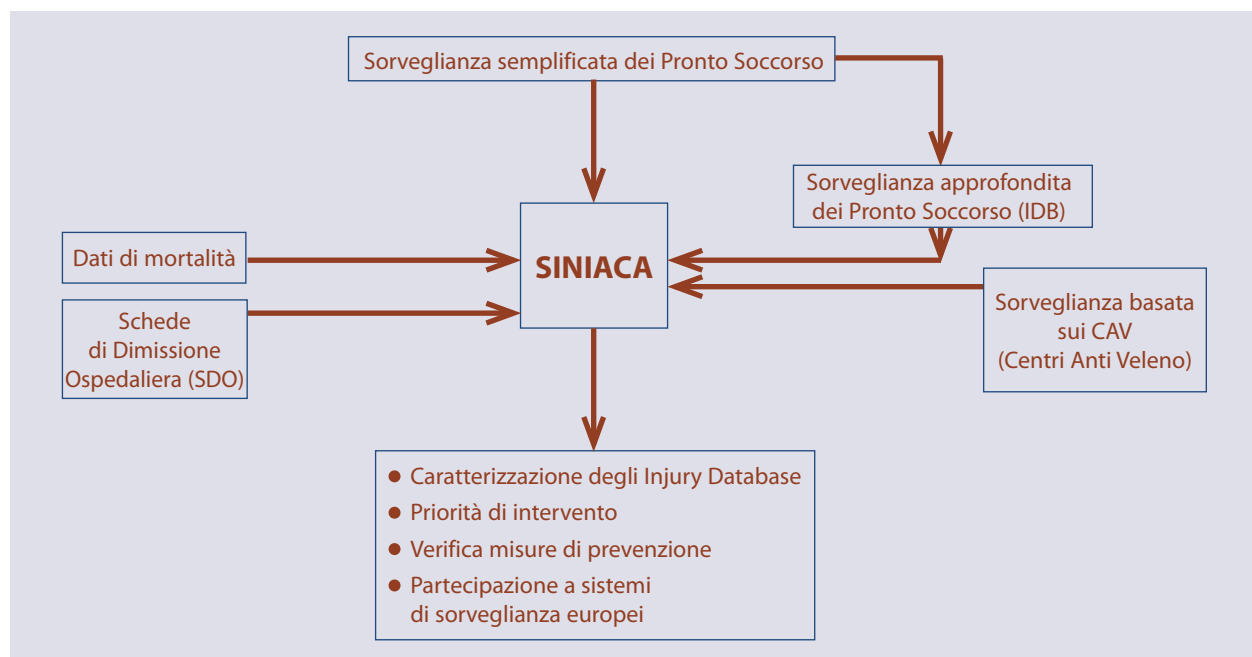 Sorveglianza semplificata dei Pronto Soccorso
Sorveglianza approfondita
dei Pronto Soccorso (IDB)
Dati di mortalità
SINIACA
Schede
di Dimissione
Ospedaliera (SDO)
Sorveglianza basata
sui CAV
(Centri Anti Veleno)
● Caratterizzazione degli Injury Database
● Priorità di intervento
● Verifica misure di prevenzione
● Partecipazione a sistemi
di sorveglianza europei